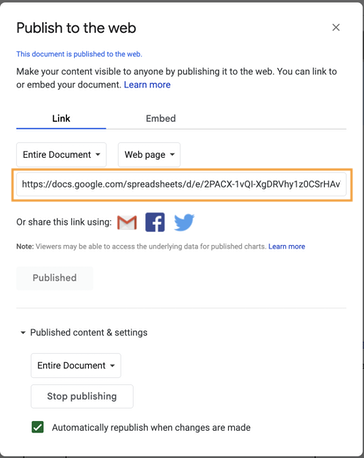 Publish to the web
This document is published to the web.
Make your content visible to anyone by publishing it to the web. You can link to
or embed your document. Learn more
Link Embed
Entire Document Web page
https://docs.google.com/spreadsheets/d/e/2PACX-1vQI-XgDRVhy1z0CSrHAv
Or share this link using:
Note: Viewers may be able to access the underlying data for published charts. Learn more
Published
Published content & settings
Entire Document
Stop publishing
Automatically republish when changes are made